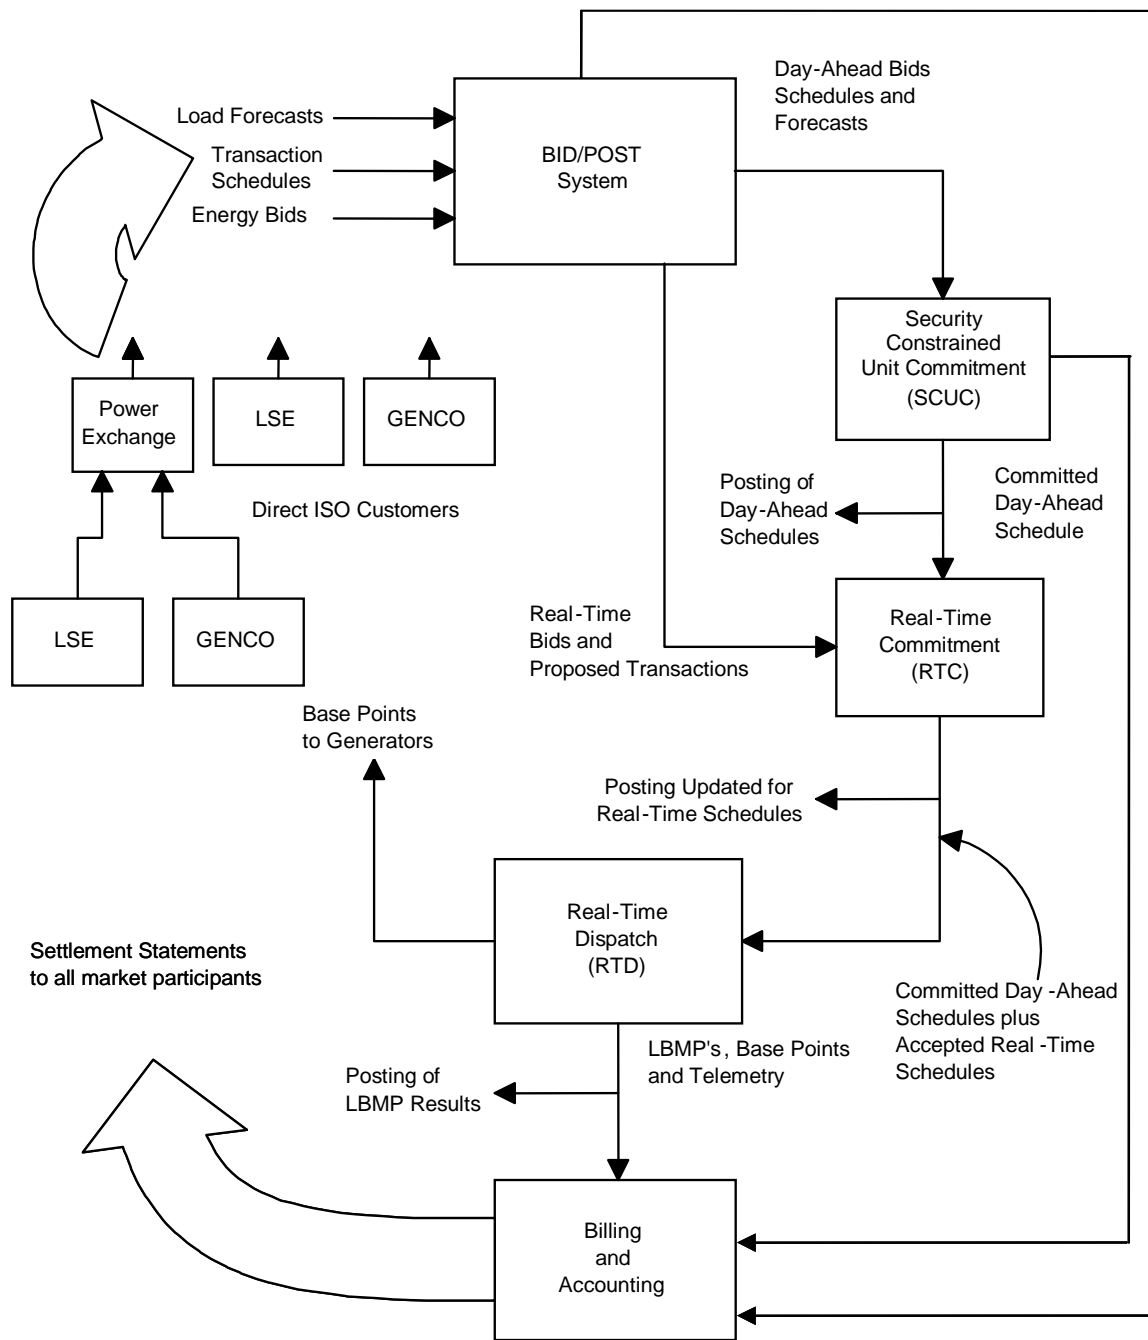 Day-Ahead Bids
Schedules and
Forecasts
Load Forecasts
Transaction
Schedules
Energy Bids
BID/POST
System
Security
Constrained
Unit Commitment
(SCUC)
Power
Exchange
LSE
GENCO
Direct ISO Customers
Posting of
Day-Ahead
Schedules
Committed
Day-Ahead
Schedule
LSE
GENCO
Real-Time
Bids and
Proposed Transactions
Real-Time
Commitment
(RTC)
Base Points
to Generators
Posting Updated for
Real-Time Schedules
Real-Time
Dispatch
(RTD)
Settlement Statements
to all market participants
Committed Day -Ahead
Schedules plus
Accepted Real -Time
Schedules
LBMP's, Base Points
and Telemetry
Posting of
LBMP Results
Billing
and
Accounting